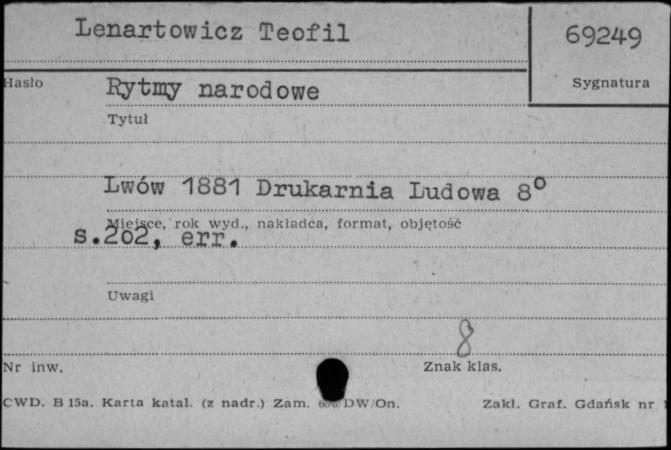 Lenartowicz Teofil
69249
Hasło
Sygnatura
Rytmy narodowe
Tytuł
Lwów 1881 Drukarnia Ludowa 8°
Miejsce, rok wyd., nakładca, format, objętość
s.2o2, err.
Uwagi
8
Nr inw.
Znak klas.
CWD. B 15a. Karta katal. (z nadr.) Zam. DW/On.
Zakł. Graf. Gdańsk nr